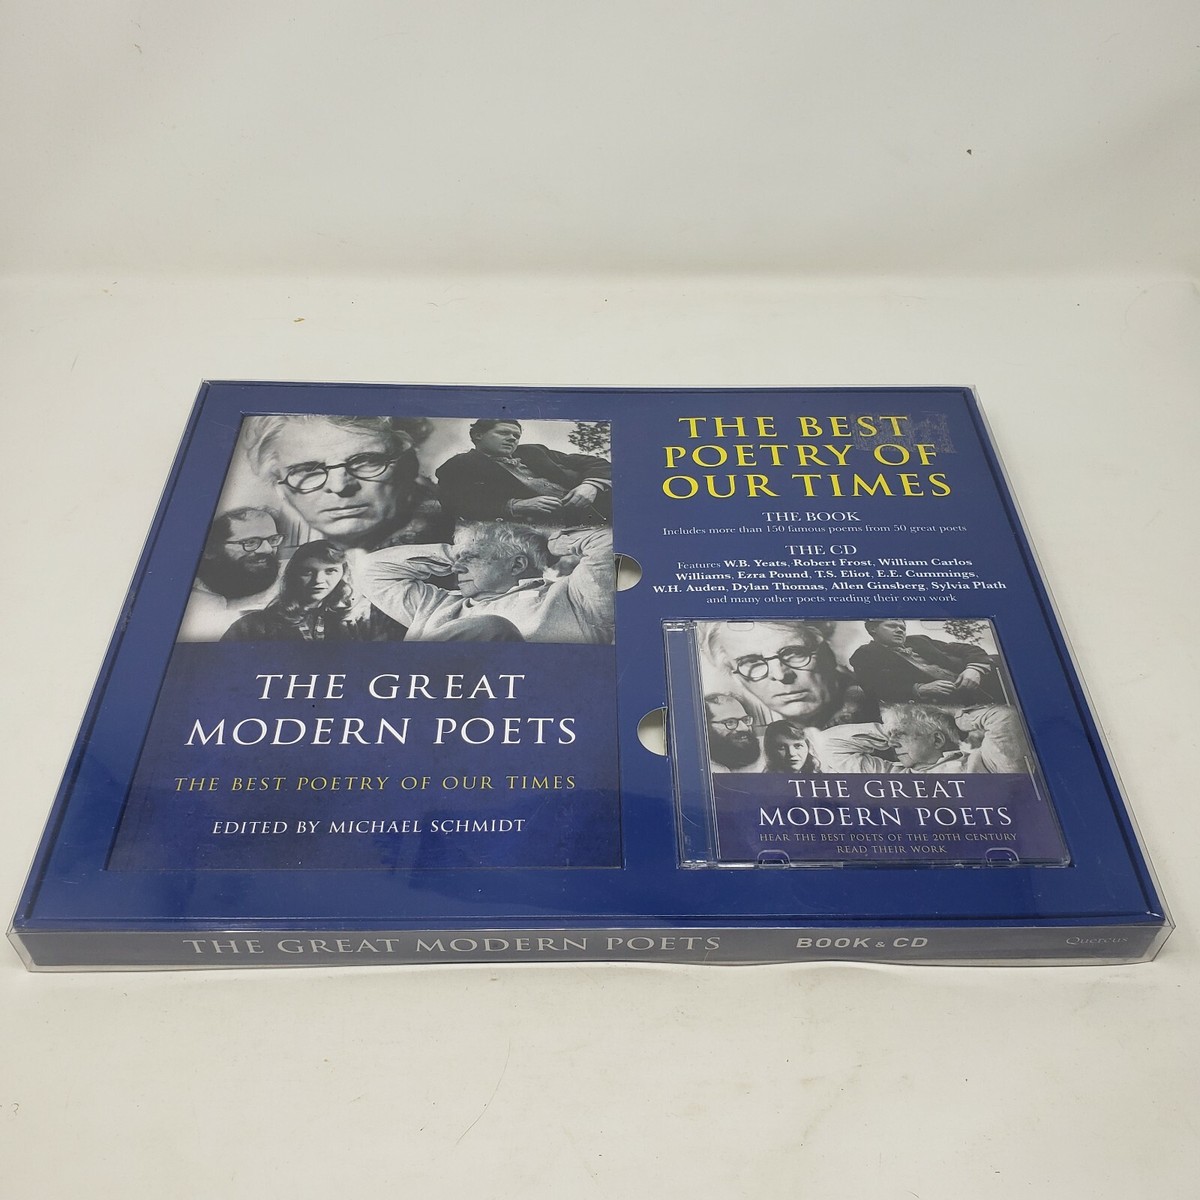 THE GREAT
MODERN POETS
THE BEST POETRY OF OUR TIMES
EDITED BY MICHAEL SCHMIDT
THE BEST
POETRY OF
OUR TIMES
THE BOOK
Includes more than 150 famous poems from 50 great poets
THE CD
Features W.B. Yeats, Robert Frost, William Carlos
Williams, Ezra Pound, T.S. Eliot, E.E. Cummings,
W.H. Auden, Dylan Thomas, Allen Ginsberg, Sylvia Plath
and many other poets reading their own work
THE GREAT
MODERN POETS
HEAR THE BEST POETS OF THE 20TH CENTURY
READ THEIR WORK
THE GREAT MODERN POETS BOOK & CD Quercus